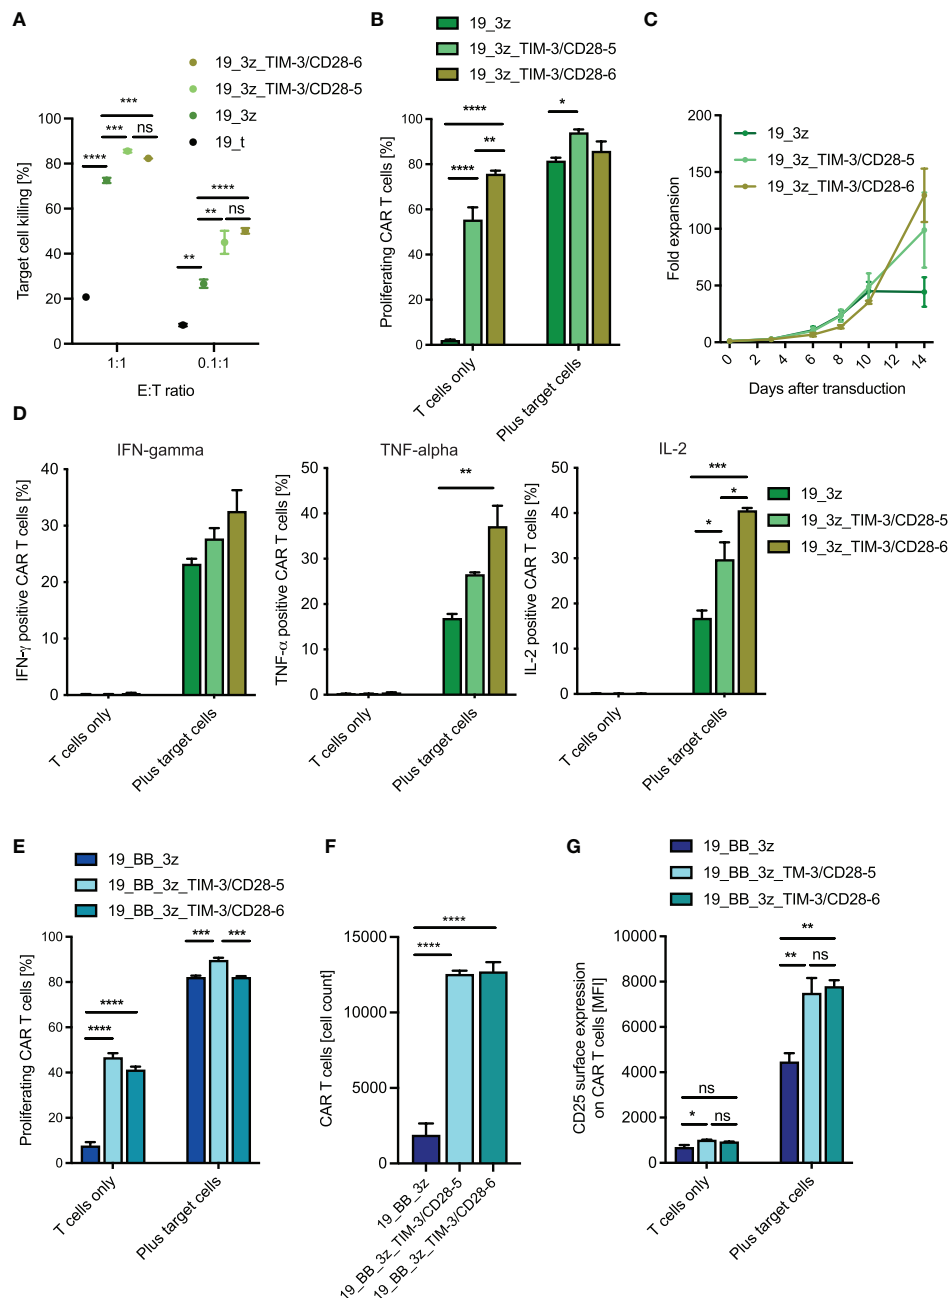 A
19_3z_TIM-3/CD28-6
19_3z_TIM-3/CD28-5
19_3z
19_t
Target cell killing [%]
100
80
60
40
20
0
****
***
***
ns
**
**
****
ns
1:1
0.1:1
E:T ratio
B
19_3z
19_3z_TIM-3/CD28-5
19_3z_TIM-3/CD28-6
Proliferating CAR T cells [%]
100
80
60
40
20
0
****
**
****
*
T cells only
Plus target cells
C
19_3z
19_3z_TIM-3/CD28-5
19_3z_TIM-3/CD28-6
Fold expansion
200
150
100
50
0
0
2
4
6
8
10
12
14
Days after transduction
D
IFN-gamma
IFN-γ positive CAR T cells [%]
40
30
20
10
0
T cells only
Plus target cells
TNF-alpha
TNF-α positive CAR T cells [%]
50
40
30
20
10
0
**
T cells only
Plus target cells
IL-2
IL-2 positive CAR T cells [%]
50
40
30
20
10
0
***
*
*
T cells only
Plus target cells
19_3z
19_3z_TIM-3/CD28-5
19_3z_TIM-3/CD28-6
E
19_BB_3z
19_BB_3z_TIM-3/CD28-5
19_BB_3z_TIM-3/CD28-6
Proliferating CAR T cells [%]
100
80
60
40
20
0
****
****
***
***
T cells only
Plus target cells
F
CAR T cells [cell count]
15000
10000
5000
0
****
****
19_BB_3z
19_BB_3z_TIM-3/CD28-5
19_BB_3z_TIM-3/CD28-6
G
19_BB_3z
19_BB_3z_TM-3/CD28-5
19_BB_3z_TIM-3/CD28-6
CD25 surface expression
on CAR T cells [MFI]
10000
8000
6000
4000
2000
0
ns
*
ns
**
**
ns
T cells only
Plus target cells